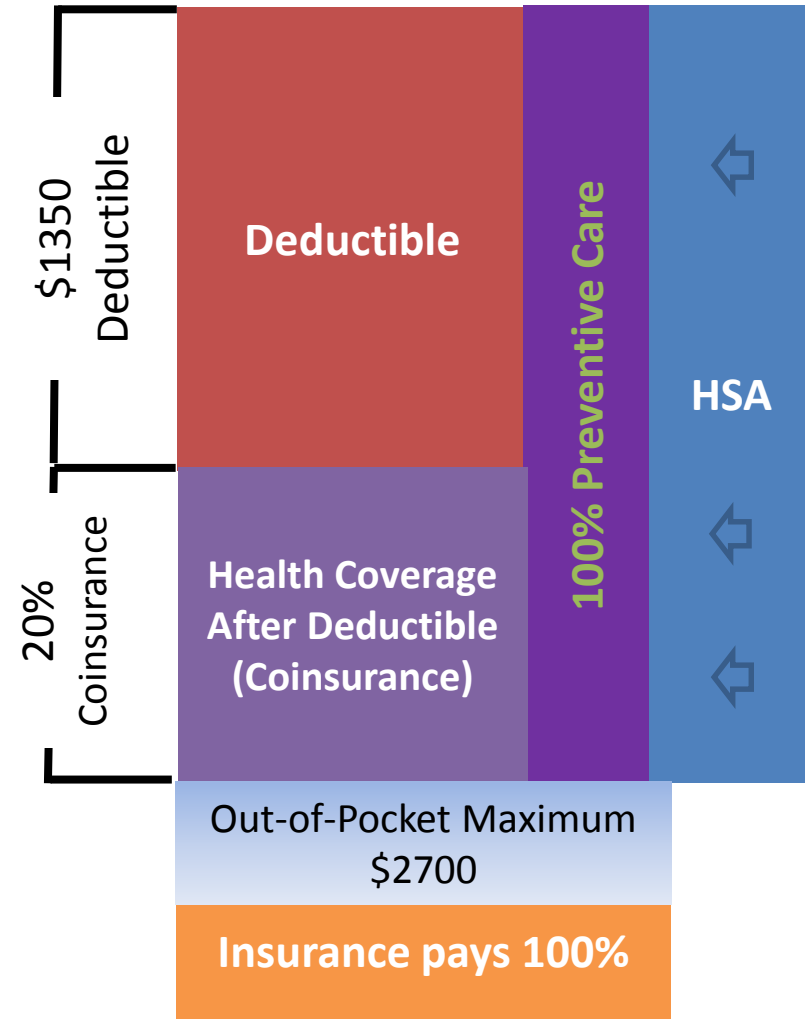 $1350
Deductible
Deductible
100% Preventive Care
HSA
20%
Coinsurance
Health Coverage
After Deductible
(Coinsurance)
Out-of-Pocket Maximum
$2700
Insurance pays 100%